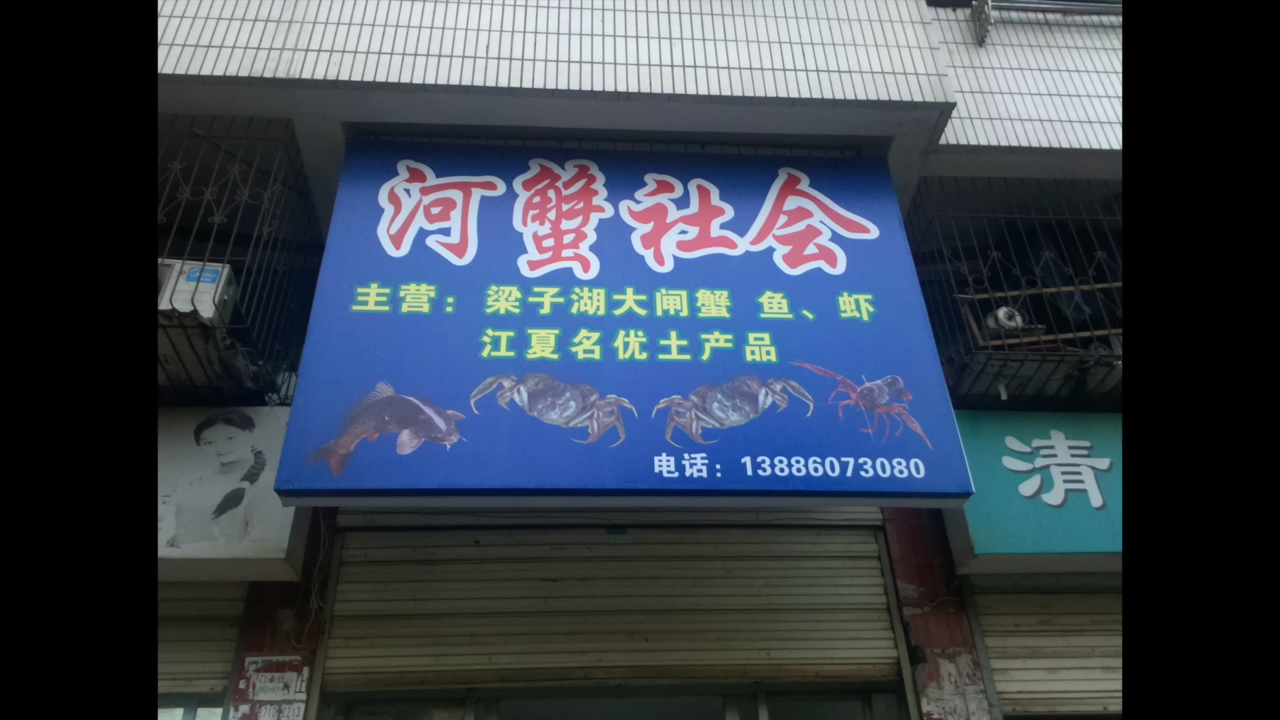 河蟹社会
主营：梁子湖大闸蟹 鱼、虾
江夏名优土产品
电话：13886073080
清